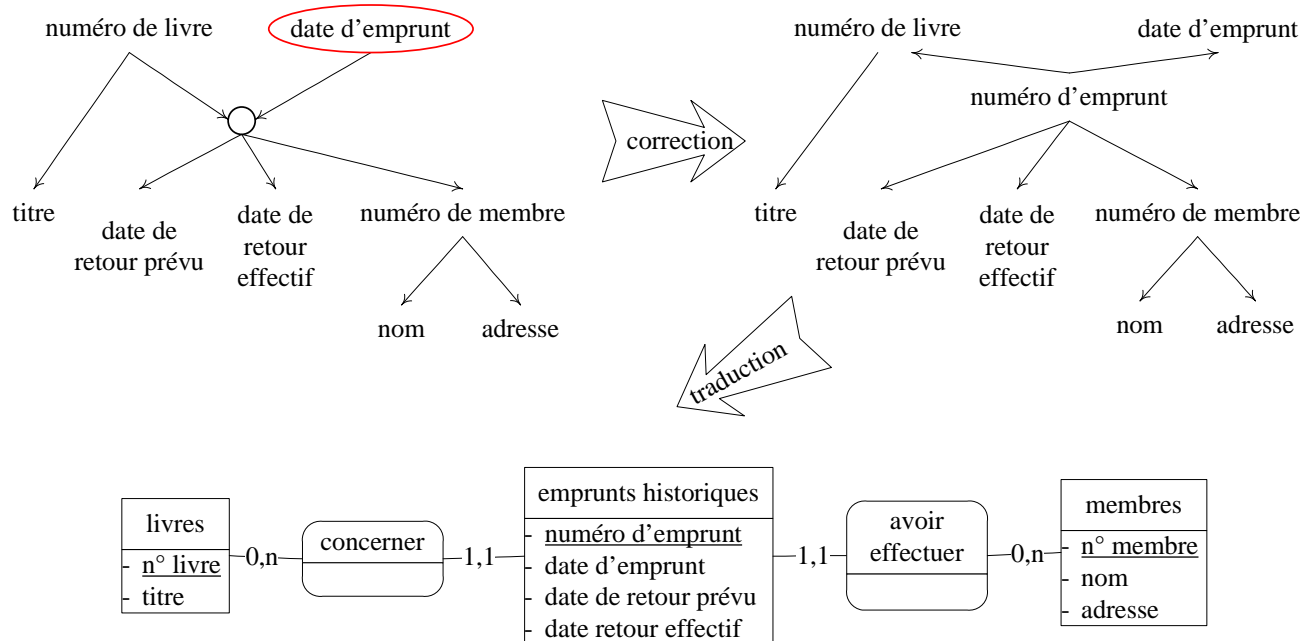 numéro de livre
date d'emprunt
titre
date de
retour prévu
date de
retour
effectif
numéro de membre
nom
adresse
correction
numéro de livre
date d'emprunt
numéro d'emprunt
titre
date de
retour prévu
date de
retour
effectif
numéro de membre
nom
adresse
traduction
livres
- n° livre
- titre
0,n
concerner
1,1
emprunts historiques
- numéro d'emprunt
- date d'emprunt
- date de retour prévu
- date retour effectif
1,1
avoir
effectuer
0,n
membres
- n° membre
- nom
- adresse